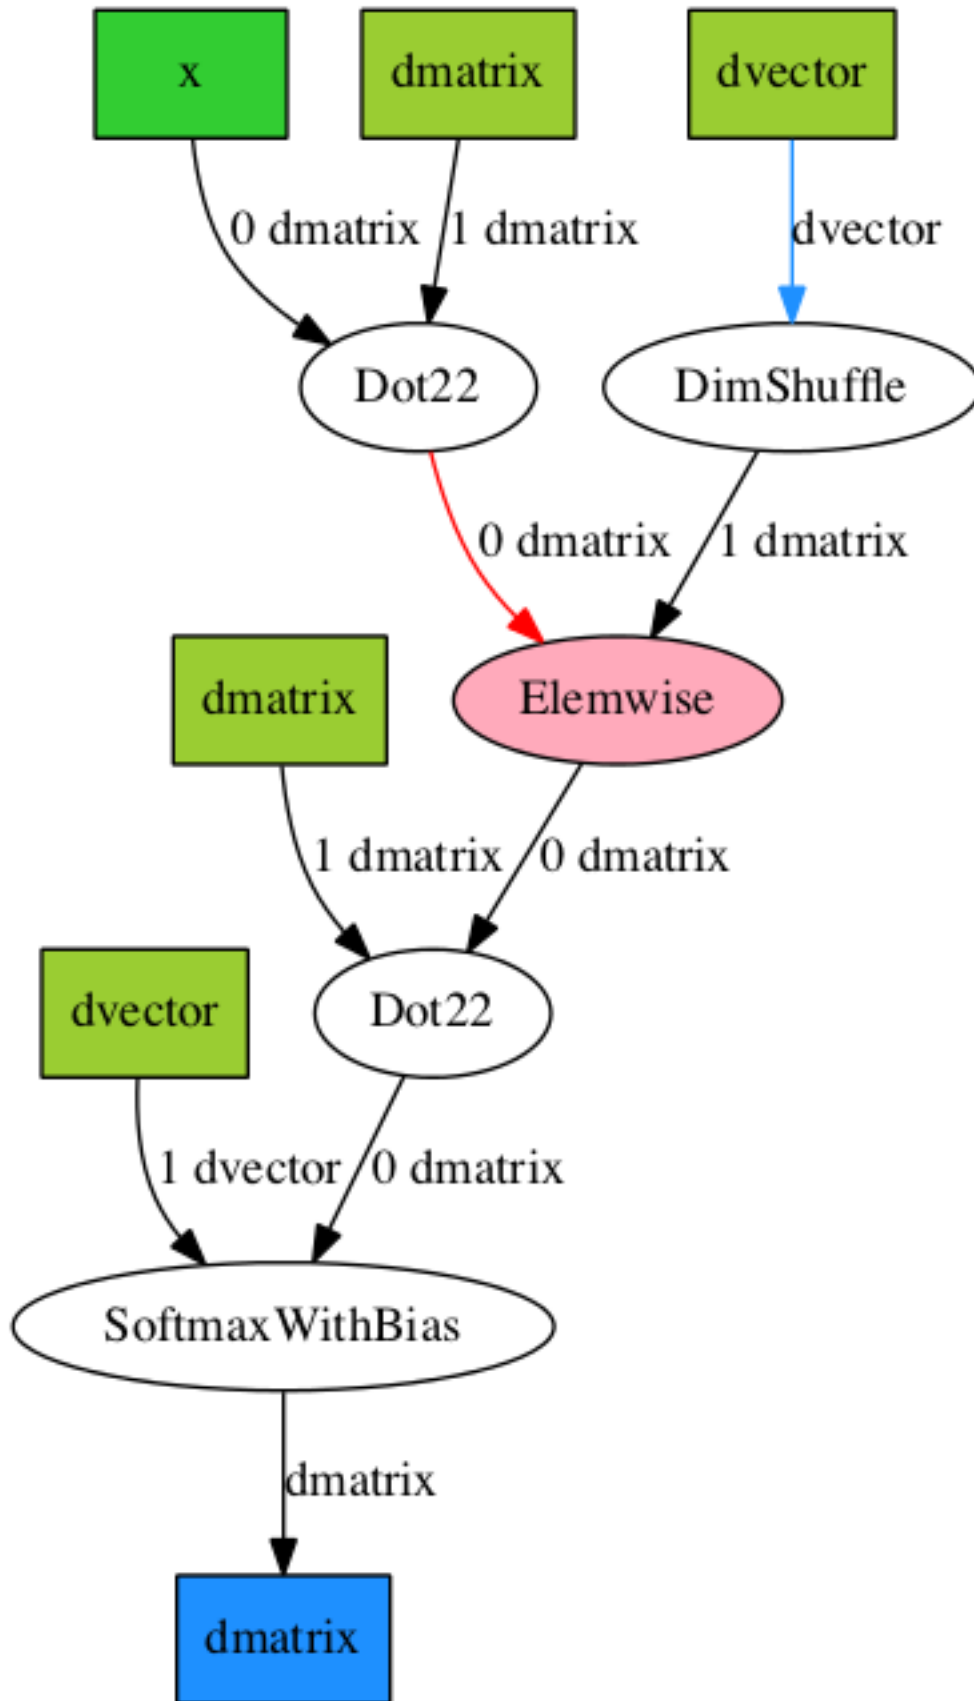 x
dmatrix
dvector
0 dmatrix
1 dmatrix
dvector
Dot22
DimShuffle
0 dmatrix
1 dmatrix
dmatrix
Elemwise
1 dmatrix
0 dmatrix
dvector
Dot22
1 dvector
0 dmatrix
SoftmaxWithBias
dmatrix
dmatrix